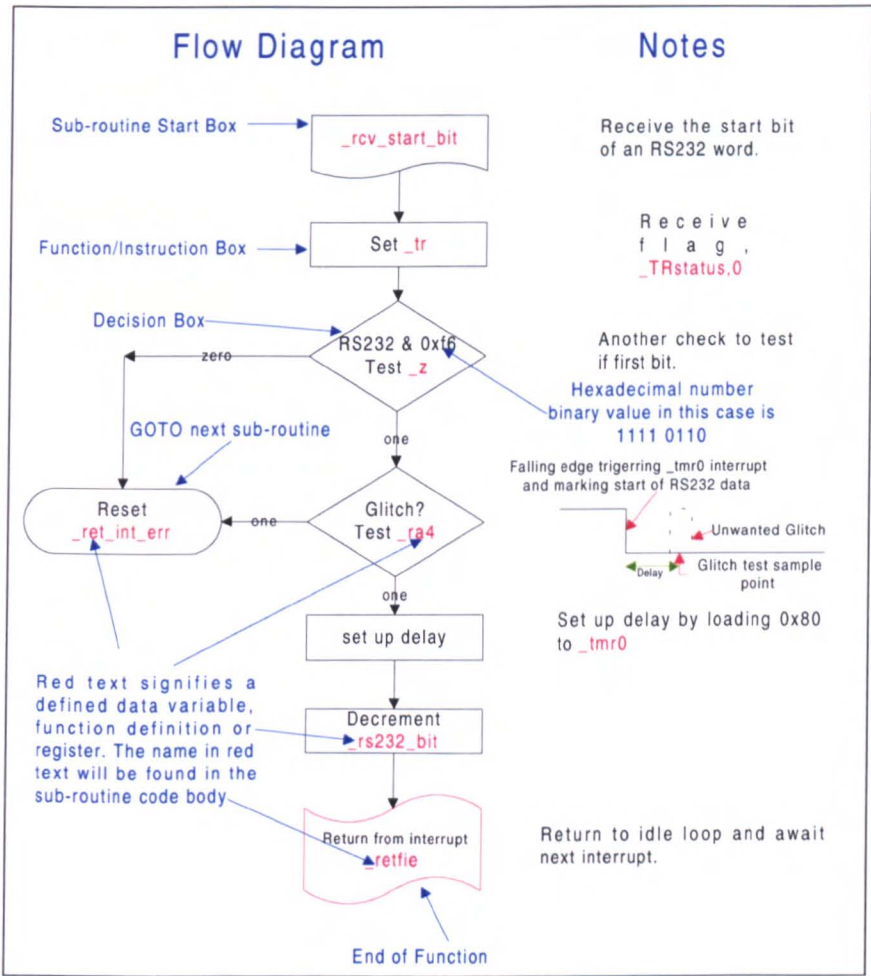 Flow Diagram
Notes
Sub-routine Start Box
_rcv_start_bit
Receive the start bit
of an RS232 word.
Function/Instruction Box
Set _tr
Receive
flag,
_TRstatus,0
Decision Box
RS232 & 0xf6
Test _z
zero
one
Another check to test
if first bit.
Hexadecimal number
binary value in this case is
1111 0110
GOTO next sub-routine
Reset
_ret_int_err
one
Glitch?
Test _ra4
one
Falling edge trigerring _tmr0 interrupt
and marking start of RS232 data
Unwanted Glitch
Delay
Glitch test sample
point
set up delay
Set up delay by loading 0x80
to _tmr0
Red text signifies a
defined data variable,
function definition or
register. The name in red
text will be found in the
sub-routine code body
Decrement
_rs232_bit
Return from interrupt
_retfie
Return to idle loop and await
next interrupt.
End of Function